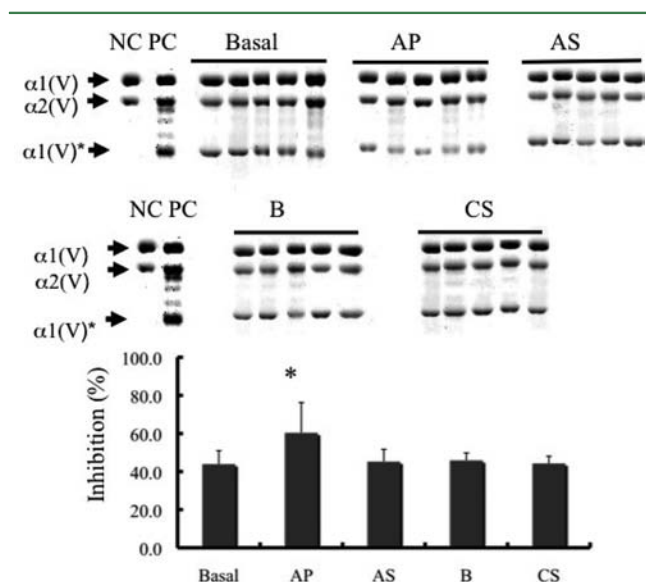 NC PC Basal AP AS
α1(V)
α2(V)
α1(V)*
NC PC B CS
α1(V)
α2(V)
α1(V)*
100.0
*
80.0
60.0
40.0
20.0
0.0
Inhibition (%)
Basal AP AS B CS